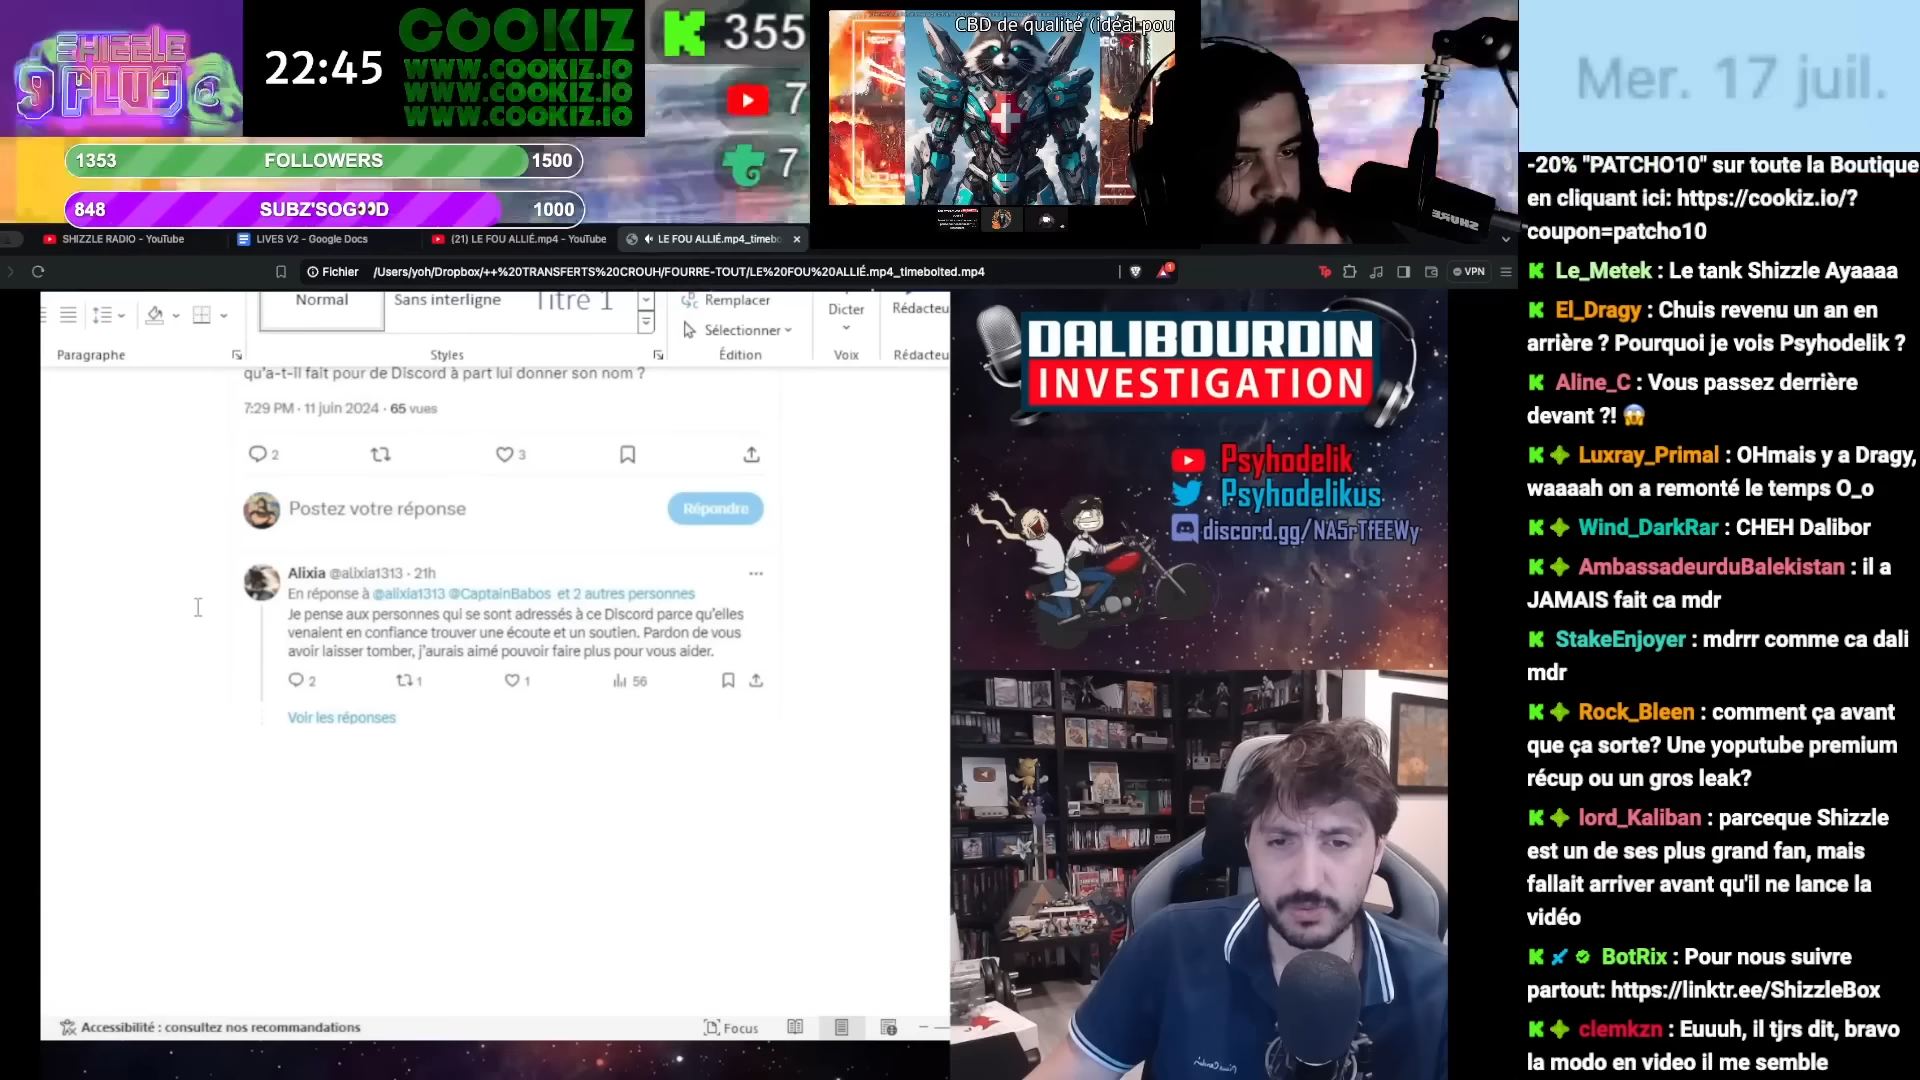 SHIZZLE
9 PLUS @
22:45
COOKIZ
WWW.COOKIZ.IO
WWW.COOKIZ.IO
WWW.COOKIZ.IO
355
7
7
1353 FOLLOWERS 1500
848 SUBZ'SOG👀D 1000
CBD de qualité (idéal pou
SHURE
Mer. 17 juil.
SHIZZLE RADIO - YouTube
LIVES V2 - Google Docs
(21) LE FOU ALLIÉ.mp4 - YouTube
LE FOU ALLIÉ.mp4_timebo
Fichier /Users/yoh/Dropbox/++%20TRANSFERTS%20CROUH/FOURRE-TOUT/LE%20FOU%20ALLIÉ.mp4_timebolted.mp4
VPN
Normal
Sans interligne
Titre 1
Remplacer
Sélectionner
Dicter
Rédacteu
Paragraphe
Styles
Édition
Voix
Rédacteu
qu'a-t-il fait pour de Discord à part lui donner son nom ?
7:29 PM · 11 juin 2024 · 65 vues
2
3
Postez votre réponse
Répondre
Alixia @alixia1313 · 21h
En réponse à @alixia1313 @CaptainBabos et 2 autres personnes
Je pense aux personnes qui se sont adressés à ce Discord parce qu'elles
venaient en confiance trouver une écoute et un soutien. Pardon de vous
avoir laisser tomber, j'aurais aimé pouvoir faire plus pour vous aider.
2
1
1
56
Voir les réponses
Accessibilité : consultez nos recommandations
Focus
DALIBOURDIN
INVESTIGATION
Psyhodelik
Psyhodelikus
discord.gg/NA5rTfEEWy
-20% "PATCHO10" sur toute la Boutique
en cliquant ici: https://cookiz.io/?
coupon=patcho10
Le_Metek : Le tank Shizzle Ayaaaa
El_Dragy : Chuis revenu un an en
arrière ? Pourquoi je vois Psyhodelik ?
Aline_C : Vous passez derrière
devant ?! 😱
Luxray_Primal : OHmais y a Dragy,
waaaah on a remonté le temps O_o
Wind_DarkRar : CHEH Dalibor
AmbassadeurduBalekistan : il a
JAMAIS fait ca mdr
StakeEnjoyer : mdrrr comme ca dali
mdr
Rock_Bleen : comment ça avant
que ça sorte? Une yoputube premium
récup ou un gros leak?
lord_Kaliban : parceque Shizzle
est un de ses plus grand fan, mais
fallait arriver avant qu'il ne lance la
vidéo
BotRix : Pour nous suivre
partout: https://linktr.ee/ShizzleBox
clemkzn : Euuuh, il tjrs dit, bravo
la modo en video il me semble